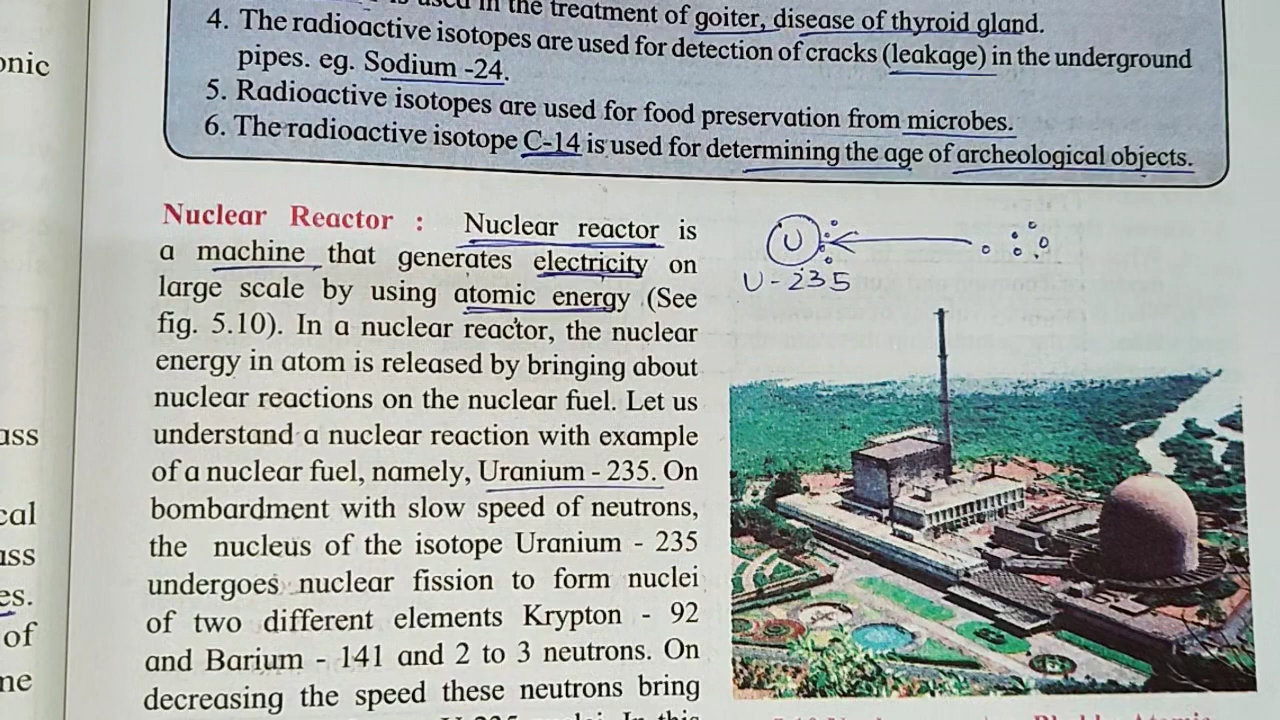 is used in the treatment of goiter, disease of thyroid gland.
4. The radioactive isotopes are used for detection of cracks (leakage) in the underground
pipes. eg. Sodium -24.
5. Radioactive isotopes are used for food preservation from microbes.
6. The radioactive isotope C-14 is used for determining the age of archeological objects.
onic
ass
cal
ass
es.
of
me
Nuclear Reactor : Nuclear reactor is
a machine that generates electricity on
large scale by using atomic energy (See
fig. 5.10). In a nuclear reactor, the nuclear
energy in atom is released by bringing about
nuclear reactions on the nuclear fuel. Let us
understand a nuclear reaction with example
of a nuclear fuel, namely, Uranium - 235. On
bombardment with slow speed of neutrons,
the nucleus of the isotope Uranium - 235
undergoes nuclear fission to form nuclei
of two different elements Krypton - 92
and Barium - 141 and 2 to 3 neutrons. On
decreasing the speed these neutrons bring
U
U - 235